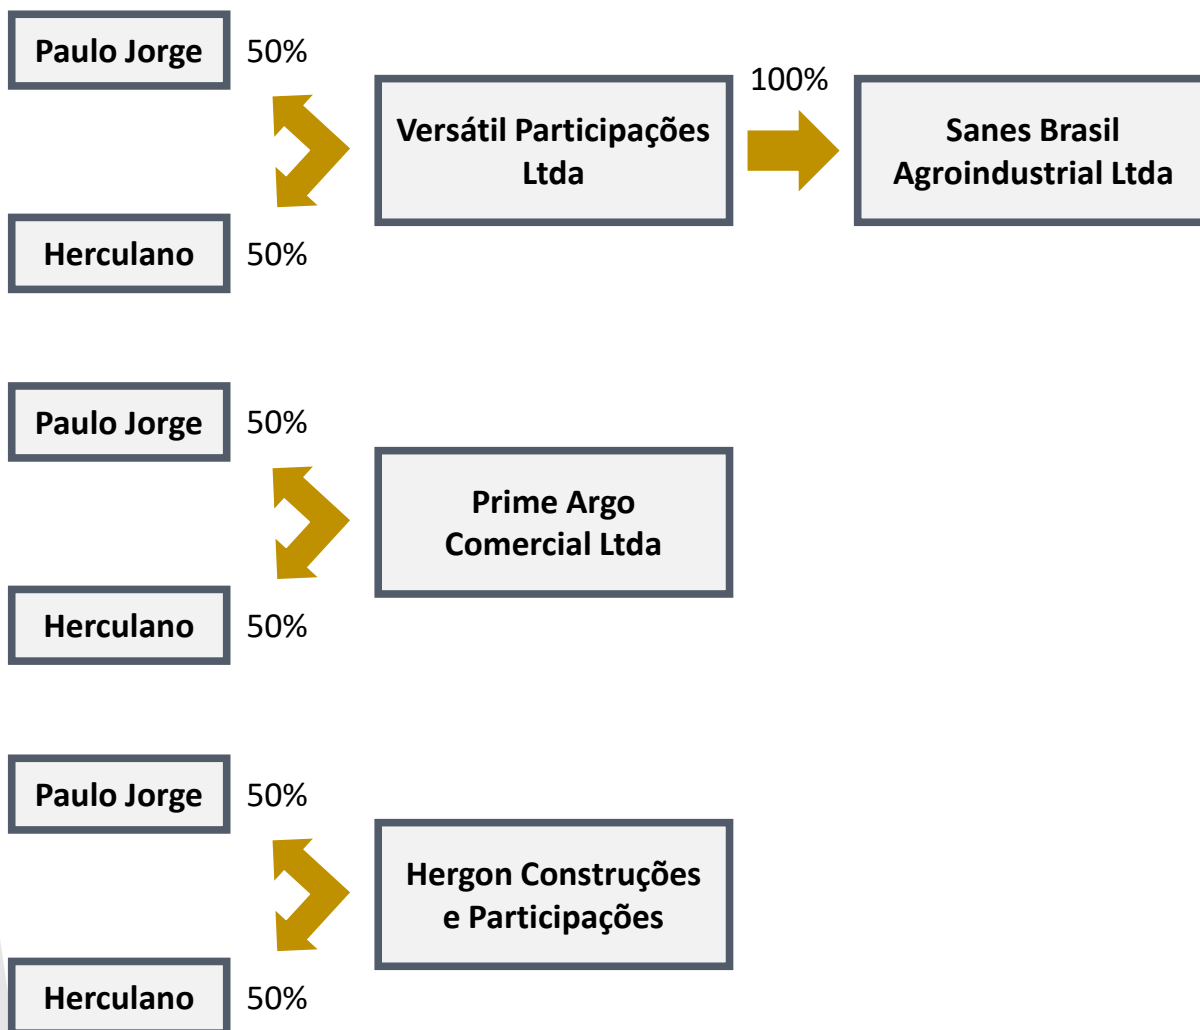 Paulo Jorge 50%
100%
Versátil Participações
Ltda
Sanes Brasil
Agroindustrial Ltda
Herculano 50%
Paulo Jorge 50%
Prime Argo
Comercial Ltda
Herculano 50%
Paulo Jorge 50%
Hergon Construções
e Participações
Herculano 50%